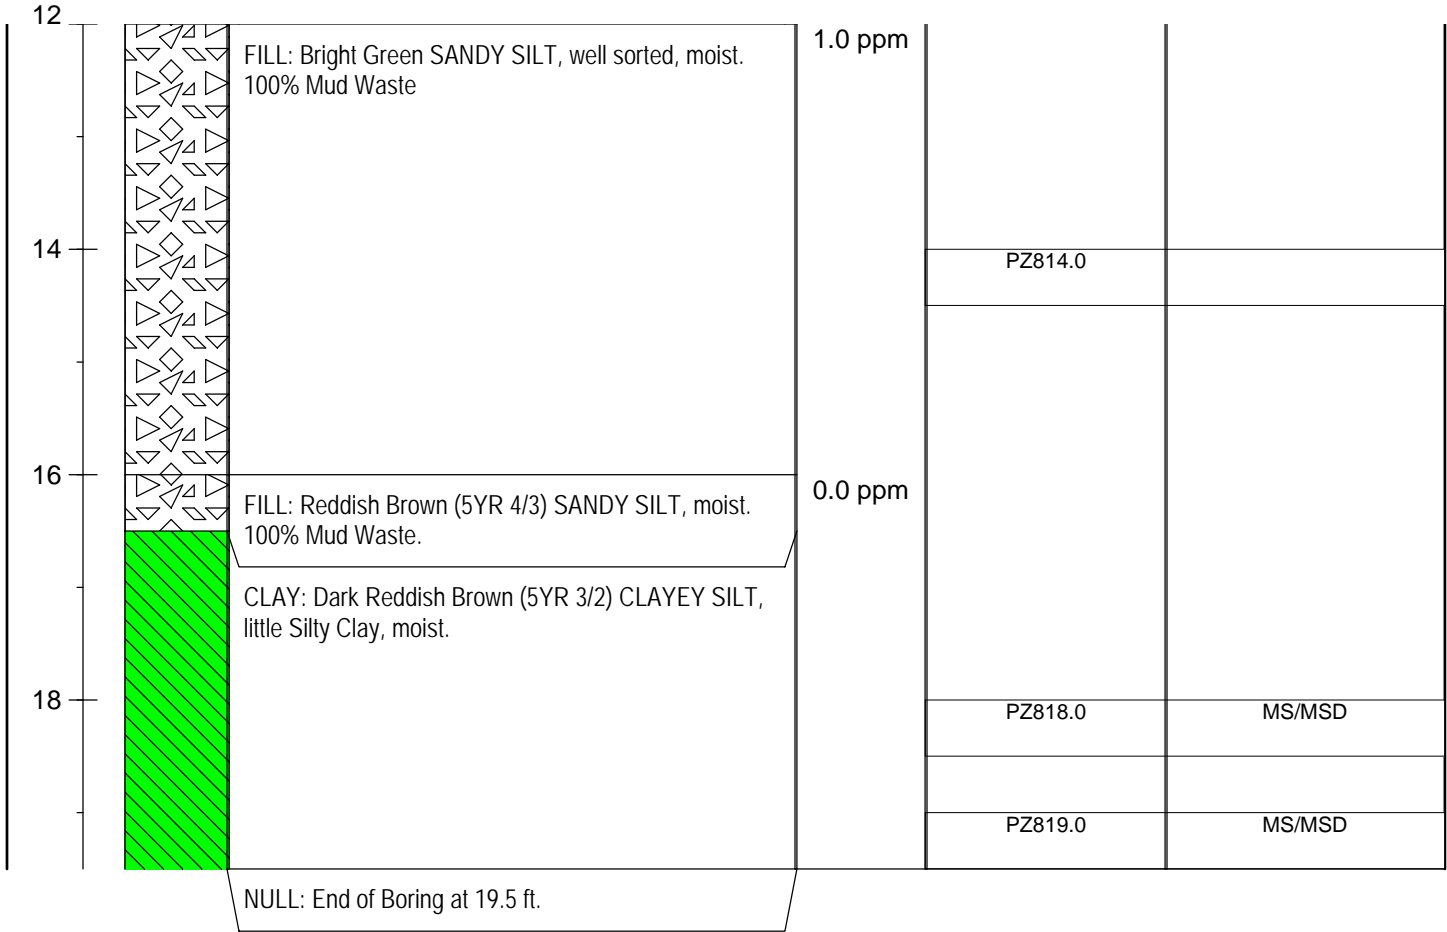 12
FILL: Bright Green SANDY SILT, well sorted, moist.
100% Mud Waste
1.0 ppm
14
PZ814.0
16
FILL: Reddish Brown (5YR 4/3) SANDY SILT, moist.
100% Mud Waste.
0.0 ppm
CLAY: Dark Reddish Brown (5YR 3/2) CLAYEY SILT,
little Silty Clay, moist.
18
PZ818.0 MS/MSD
PZ819.0 MS/MSD
NULL: End of Boring at 19.5 ft.